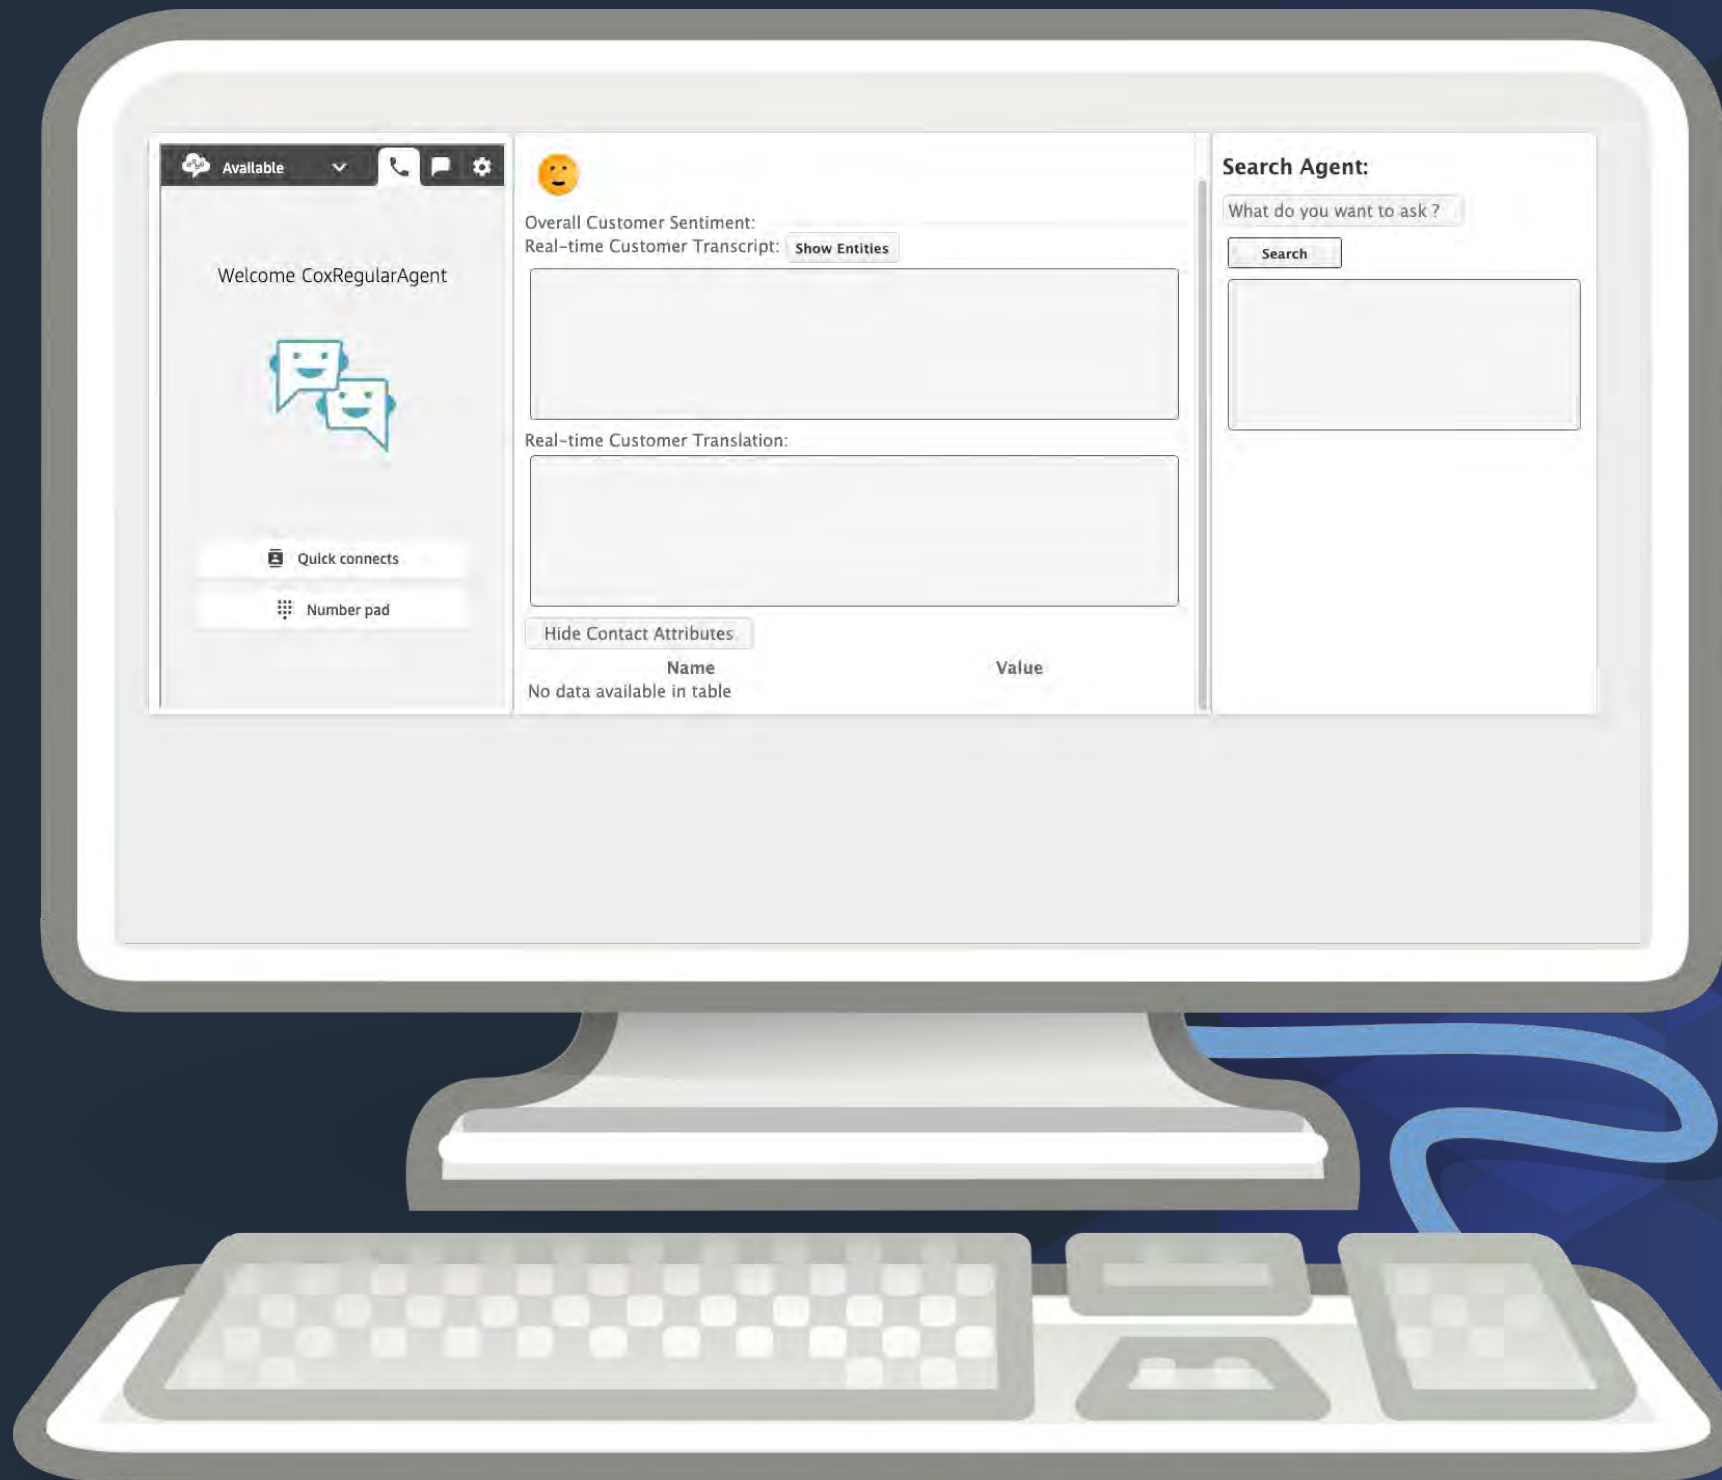 Available
Welcome CoxRegularAgent
Quick connects
Number pad
Overall Customer Sentiment:
Real-time Customer Transcript: Show Entities
Real-time Customer Translation:
Hide Contact Attributes
Name Value
No data available in table
Search Agent:
What do you want to ask ?
Search